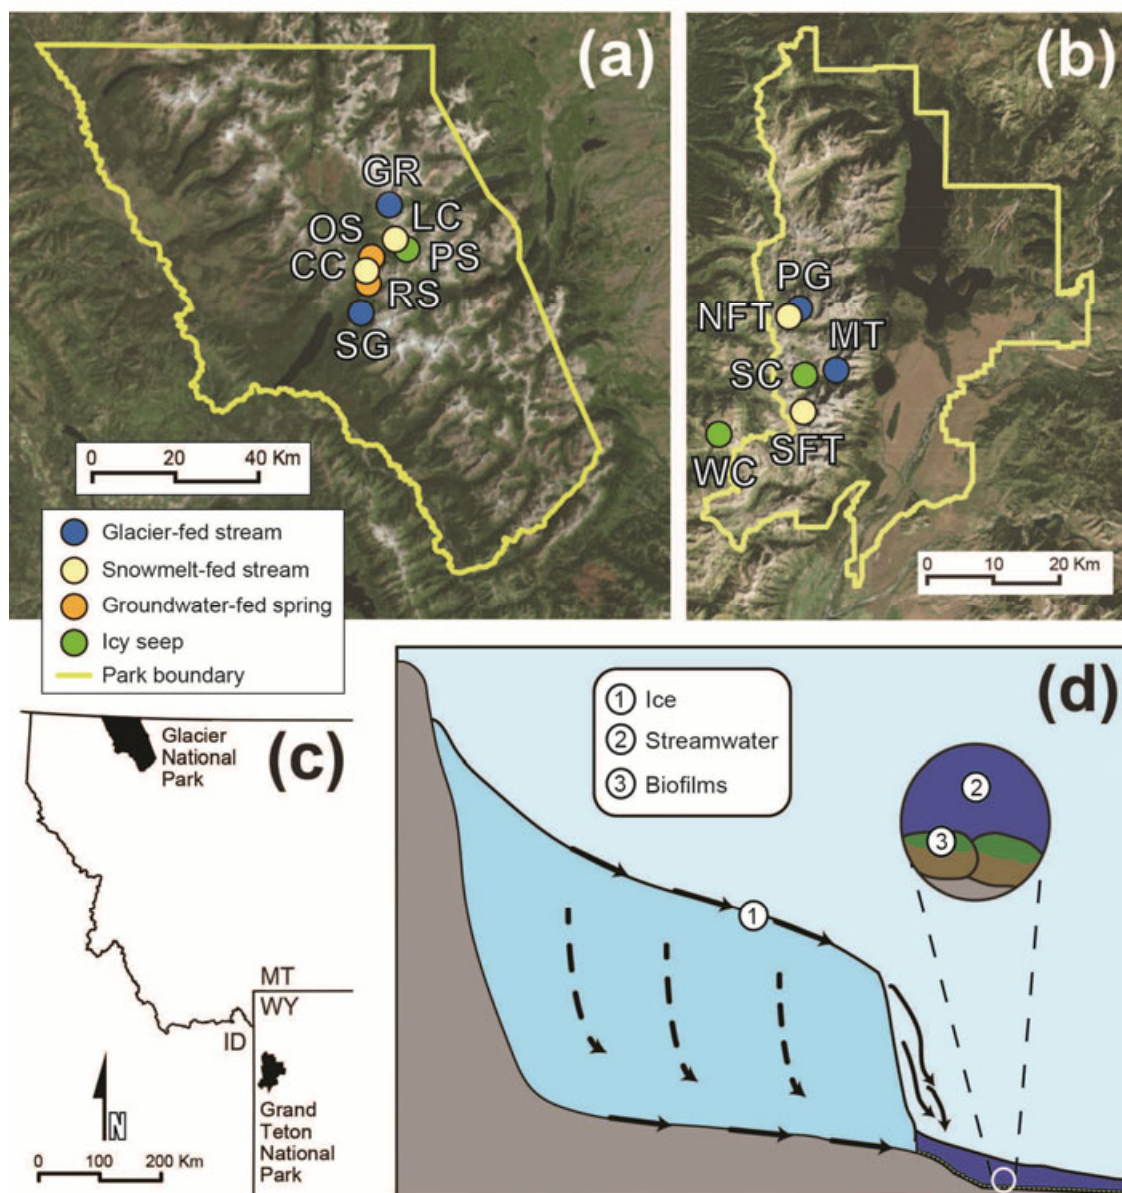 (a)
GR
LC
OS
PS
CC
RS
SG
0 20 40 Km
(b)
PG
NFT
MT
SC
SFT
WC
0 10 20 Km
Glacier-fed stream
Snowmelt-fed stream
Groundwater-fed spring
Icy seep
Park boundary
(c)
Glacier
National
Park
MT
WY
ID
N
Grand
Teton
National
Park
0 100 200 Km
(d)
1 Ice
2 Streamwater
3 Biofilms
2
3
1